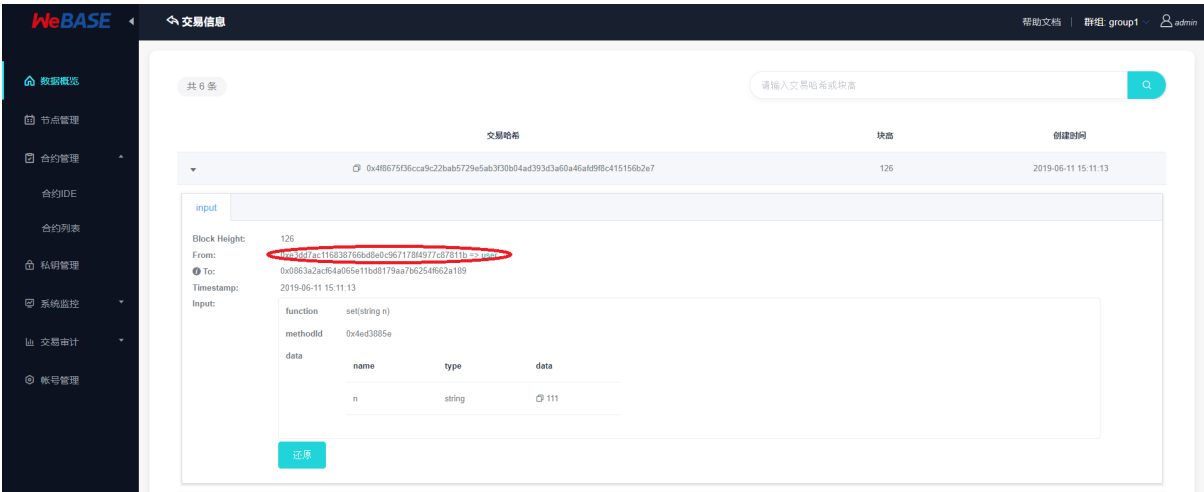 WeBASE
交易信息
帮助文档 | 群组: group1 admin
数据概览
节点管理
合约管理
合约IDE
合约列表
私钥管理
系统监控
交易审计
帐号管理
共 6 条
请输入交易哈希或块高
交易哈希 块高 创建时间
0x4f8675f36cca9c22bab5729e5ab3f30b04ad393d3a60a46afd9f8c415156b2e7 126 2019-06-11 15:11:13
input
Block Height: 126
From: 0xe3dd7ac116838766bd8e0c967178f4977c87811b => user
To: 0x0863a2acf64a065e11bd8179aa7b6254f662a189
Timestamp: 2019-06-11 15:11:13
Input:
function set(string n)
methodId 0x4ed3885e
data
name type data
n string 111
还原